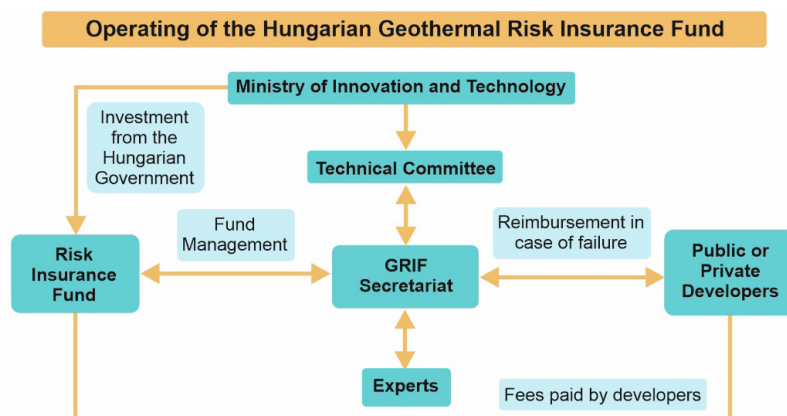 Operating of the Hungarian Geothermal Risk Insurance Fund
Ministry of Innovation and Technology
Investment
from the
Hungarian
Government
Technical Committee
Fund
Management
Reimbursement in
case of failure
Risk
Insurance
Fund
GRIF
Secretariat
Public or
Private
Developers
Experts
Fees paid by developers